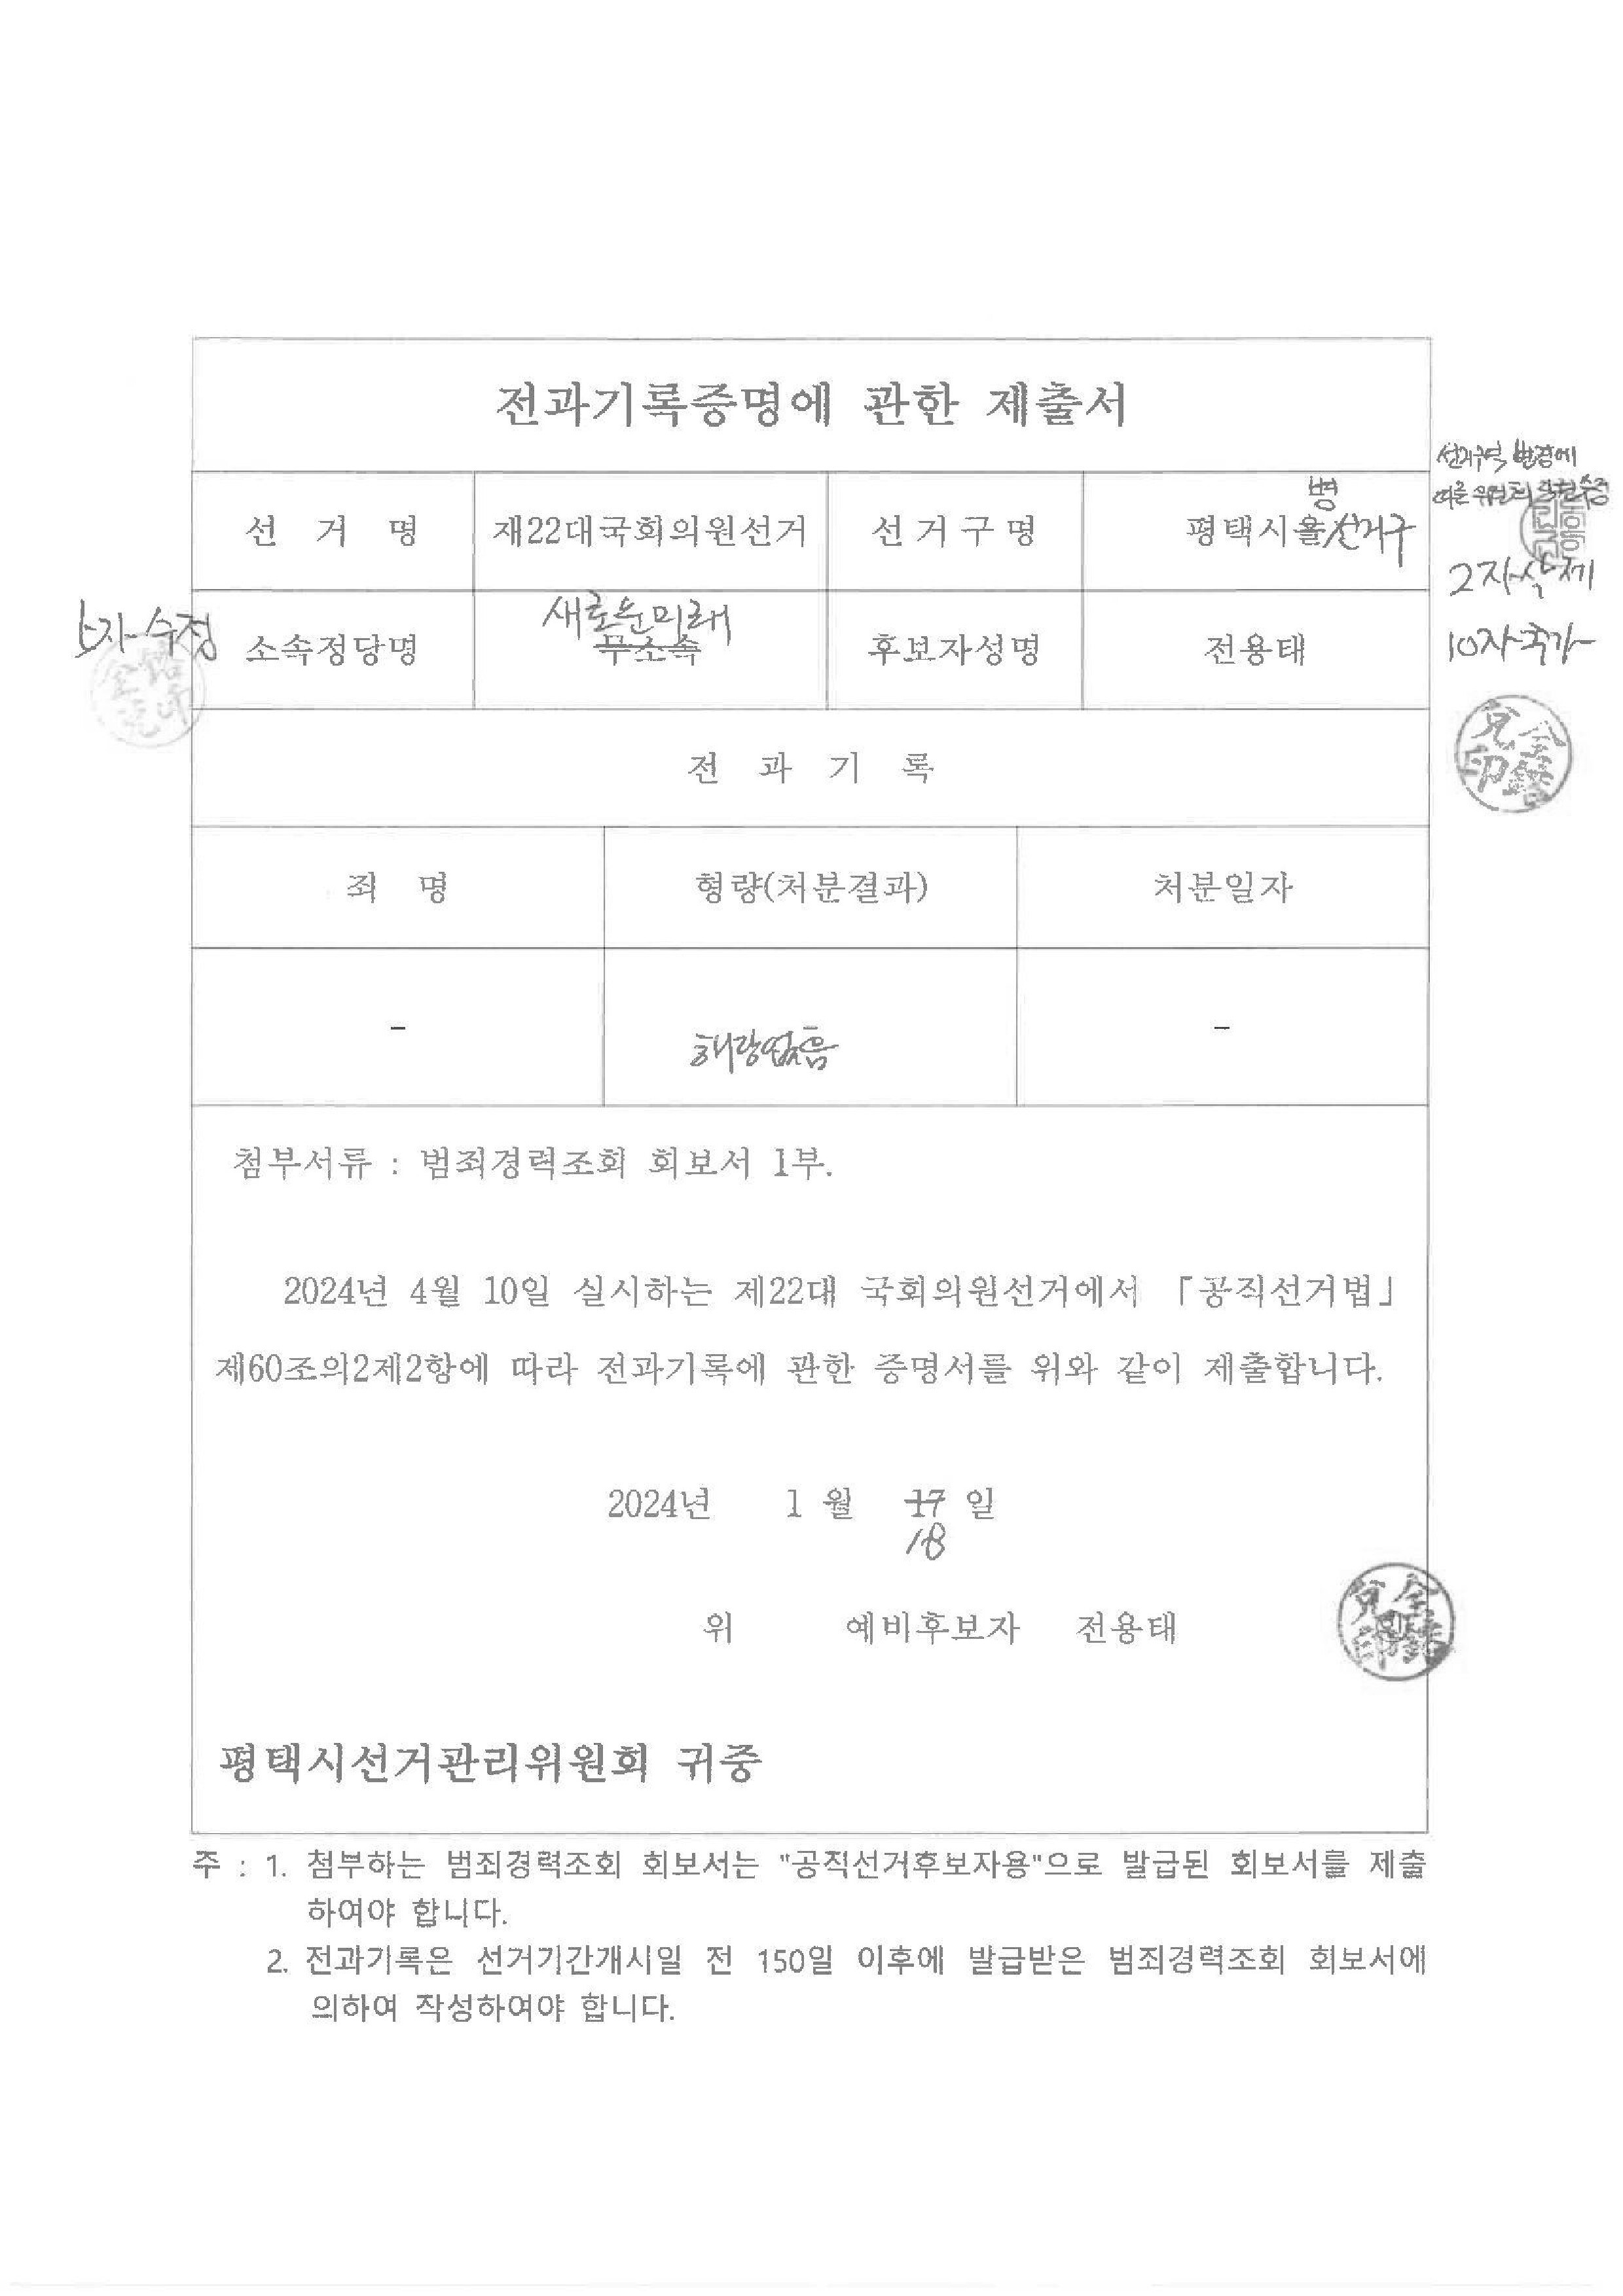 전과기록증명에 관한 제출서
선거구역 변경에
따른 위원회 직권수정
선 거 명 재22대국회의원선거 선거구명 평택시을선거구
병
2자삭제
10자추가
5자수정
새로운미래
소속정당명 무소속 후보자성명 전용태
전 과 기 록
죄 명 형량(처분결과) 처분일자
- - -
해당없음
첨부서류 : 범죄경력조회 회보서 1부.
2024년 4월 10일 실시하는 제22대 국회의원선거에서 「공직선거법」
제60조의2제2항에 따라 전과기록에 관한 증명서를 위와 같이 제출합니다.
2024년 1 월 17 일
18
위 예비후보자 전용태
평택시선거관리위원회 귀중
주 : 1. 첨부하는 범죄경력조회 회보서는 "공직선거후보자용"으로 발급된 회보서를 제출
하여야 합니다.
2. 전과기록은 선거기간개시일 전 150일 이후에 발급받은 범죄경력조회 회보서에
의하여 작성하여야 합니다.